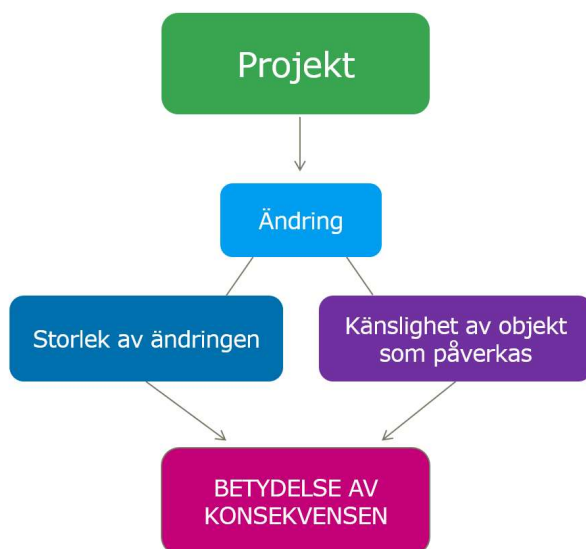 Projekt
Ändring
Storlek av ändringen
Känslighet av objekt
som påverkas
BETYDELSE AV
KONSEKVENSEN